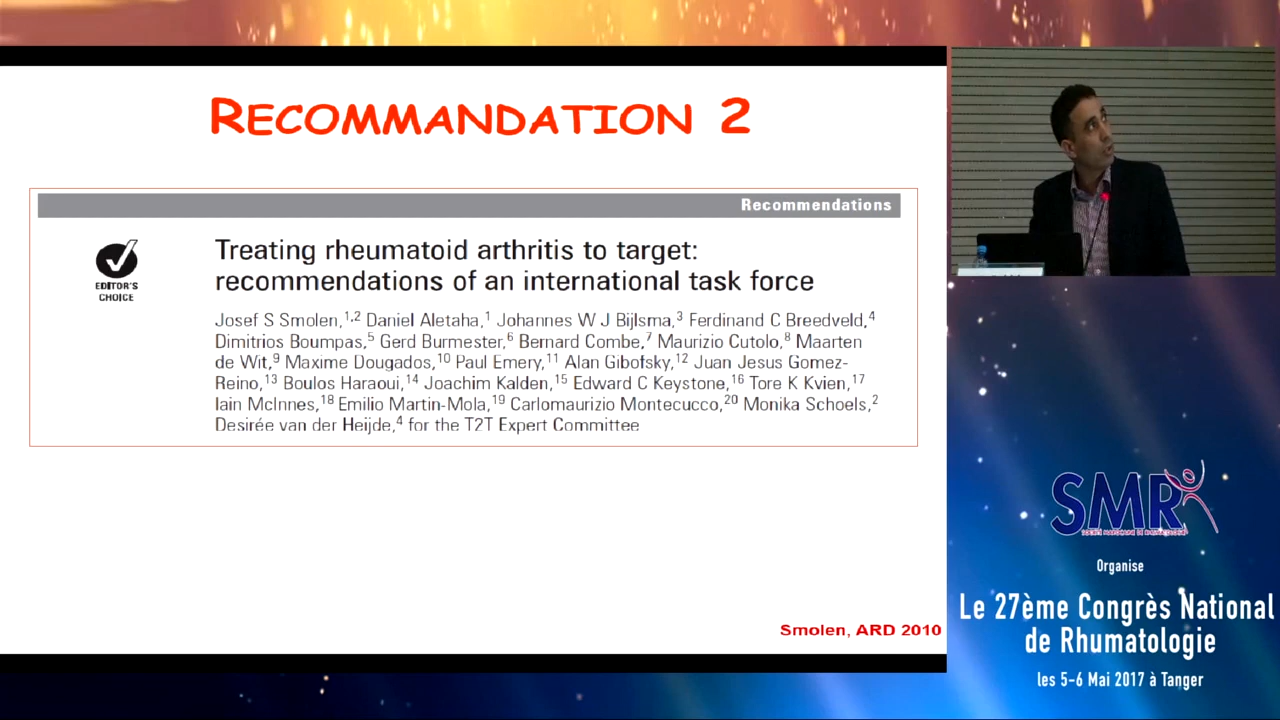 RECOMMANDATION 2
Recommendations
EDITOR'S
CHOICE
Treating rheumatoid arthritis to target:
recommendations of an international task force
Josef S Smolen,1,2 Daniel Aletaha,1 Johannes W J Bijlsma,3 Ferdinand C Breedveld,4
Dimitrios Boumpas,5 Gerd Burmester,6 Bernard Combe,7 Maurizio Cutolo,8 Maarten
de Wit,9 Maxime Dougados,10 Paul Emery,11 Alan Gibofsky,12 Juan Jesus Gomez-
Reino,13 Boulos Haraoui,14 Joachim Kalden,15 Edward C Keystone,16 Tore K Kvien,17
Iain McInnes,18 Emilio Martin-Mola,19 Carlomaurizio Montecucco,20 Monika Schoels,2
Desirée van der Heijde,4 for the T2T Expert Committee
Smolen, ARD 2010
SMR
SOCIÉTÉ MAROCAINE DE RHUMATOLOGIE
Organise
Le 27ème Congrès National
de Rhumatologie
les 5-6 Mai 2017 à Tanger